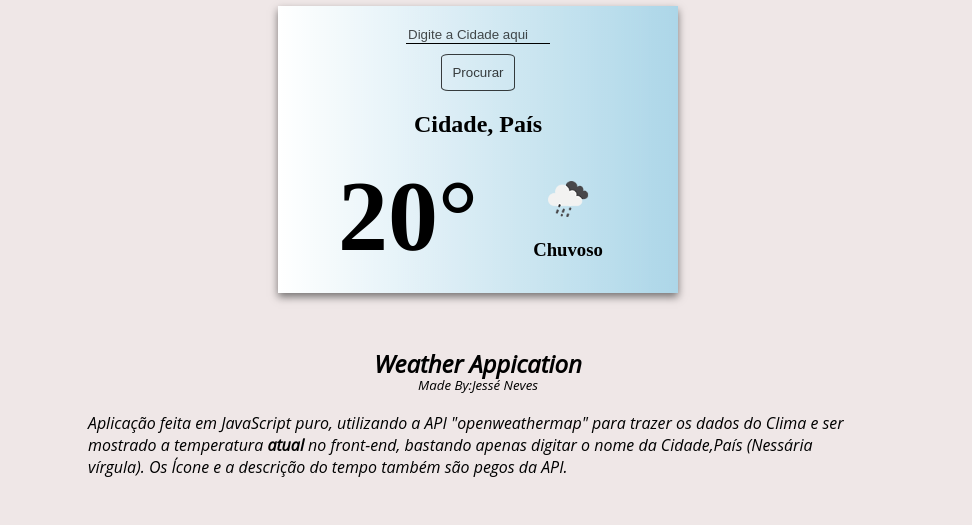 Digite a Cidade aqui
Procurar
Cidade, País
20°
Chuvoso
Weather Appication
Made By:Jessé Neves
Aplicação feita em JavaScript puro, utilizando a API "openweathermap" para trazer os dados do Clima e ser
mostrado a temperatura atual no front-end, bastando apenas digitar o nome da Cidade,País (Nessária
vírgula). Os Ícone e a descrição do tempo também são pegos da API.